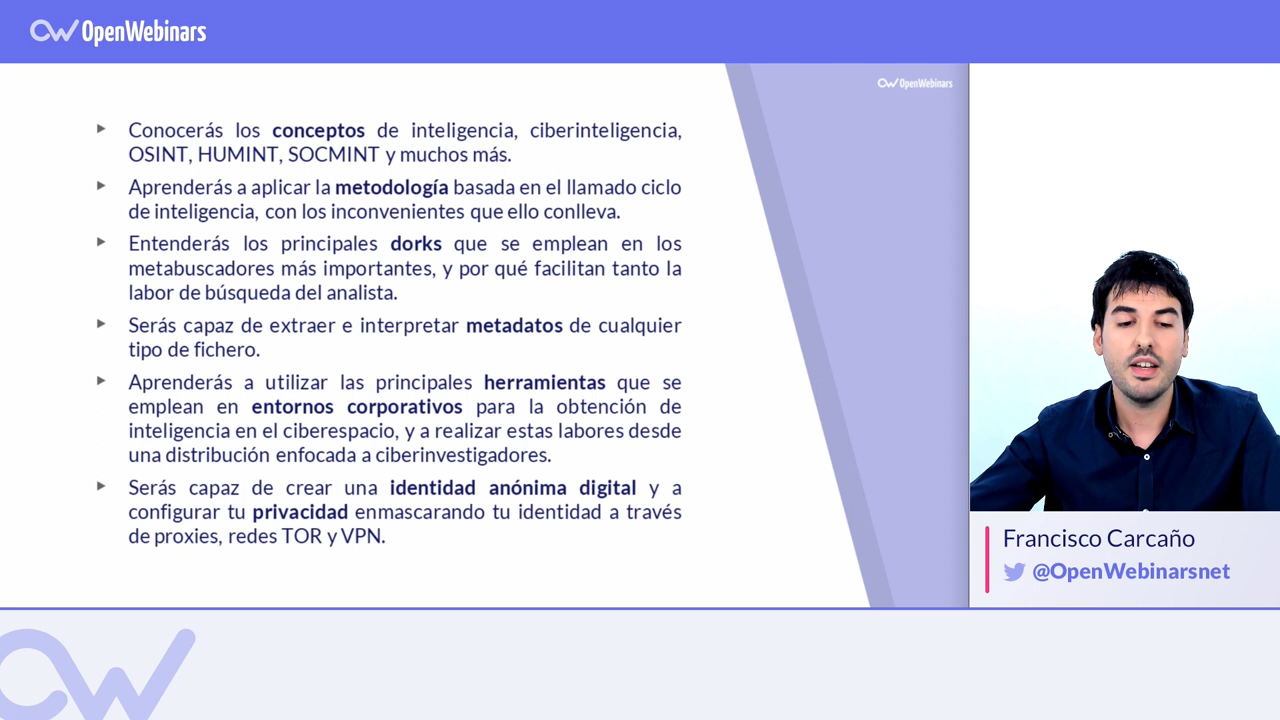 OpenWebinars
OpenWebinars
Conocerás los conceptos de inteligencia, ciberinteligencia,
OSINT, HUMINT, SOCMINT y muchos más.
Aprenderás a aplicar la metodología basada en el llamado ciclo
de inteligencia, con los inconvenientes que ello conlleva.
Entenderás los principales dorks que se emplean en los
metabuscadores más importantes, y por qué facilitan tanto la
labor de búsqueda del analista.
Serás capaz de extraer e interpretar metadatos de cualquier
tipo de fichero.
Aprenderás a utilizar las principales herramientas que se
emplean en entornos corporativos para la obtención de
inteligencia en el ciberespacio, y a realizar estas labores desde
una distribución enfocada a ciberinvestigadores.
Serás capaz de crear una identidad anónima digital y a
configurar tu privacidad enmascarando tu identidad a través
de proxies, redes TOR y VPN.
Francisco Carcaño
@OpenWebinarsnet